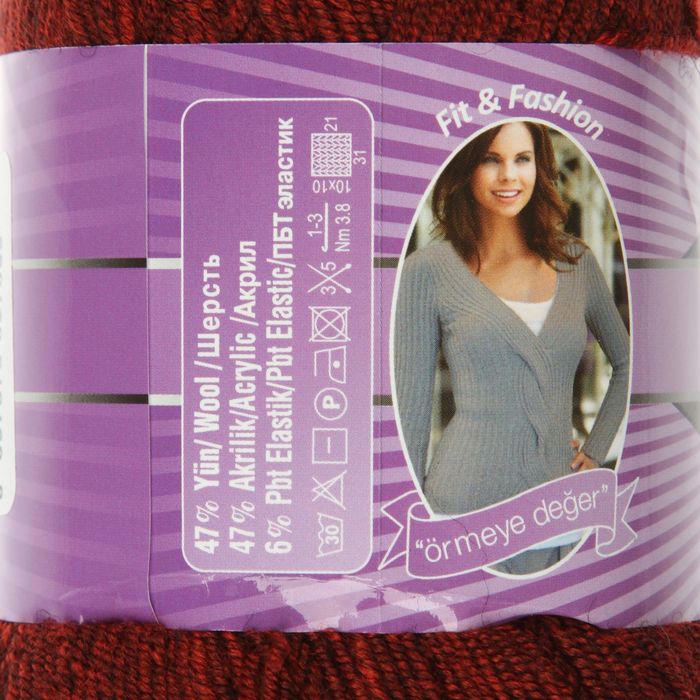 Fit & Fashion
"örmeye değer"
47% Yün/ Wool /Шерсть
47% Akrilik/Acrylic /Акрил
6% Pbt Elastik/Pbt Elastic/ПБТ эластик
30
P
3 5
1-3
Nm 3.8
10x10
21
31